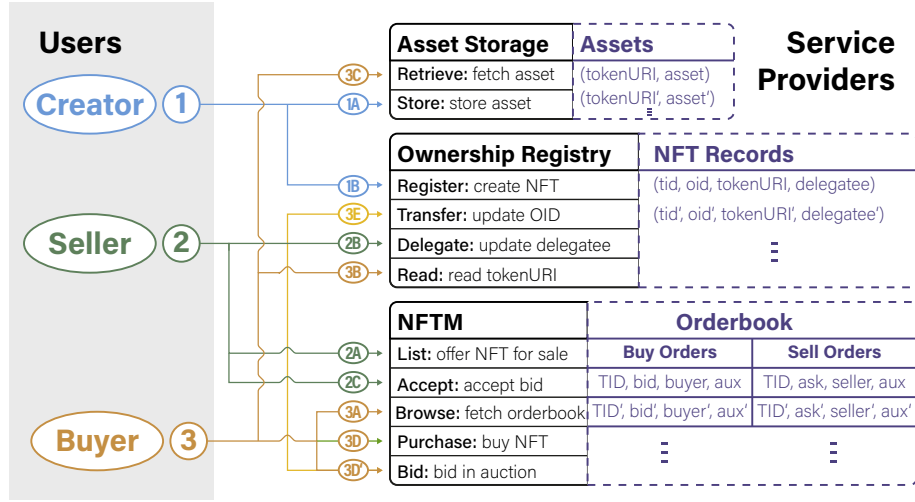 Users
Creator 1
Seller 2
Buyer 3
Service
Providers
Asset Storage Assets
3C Retrieve: fetch asset (tokenURI, asset)
1A Store: store asset (tokenURI‘, asset‘)
Ownership Registry NFT Records
1B Register: create NFT (tid, oid, tokenURI, delegatee)
3E Transfer: update OID (tid‘, oid‘, tokenURI‘, delegatee‘)
2B Delegate: update delegatee
3B Read: read tokenURI
NFTM Orderbook
2A List: offer NFT for sale Buy Orders Sell Orders
2C Accept: accept bid TID, bid, buyer, aux TID, ask, seller, aux
3A Browse: fetch orderbook TID‘, bid‘, buyer‘, aux‘ TID‘, ask‘, seller‘, aux‘
3D Purchase: buy NFT
3D‘ Bid: bid in auction